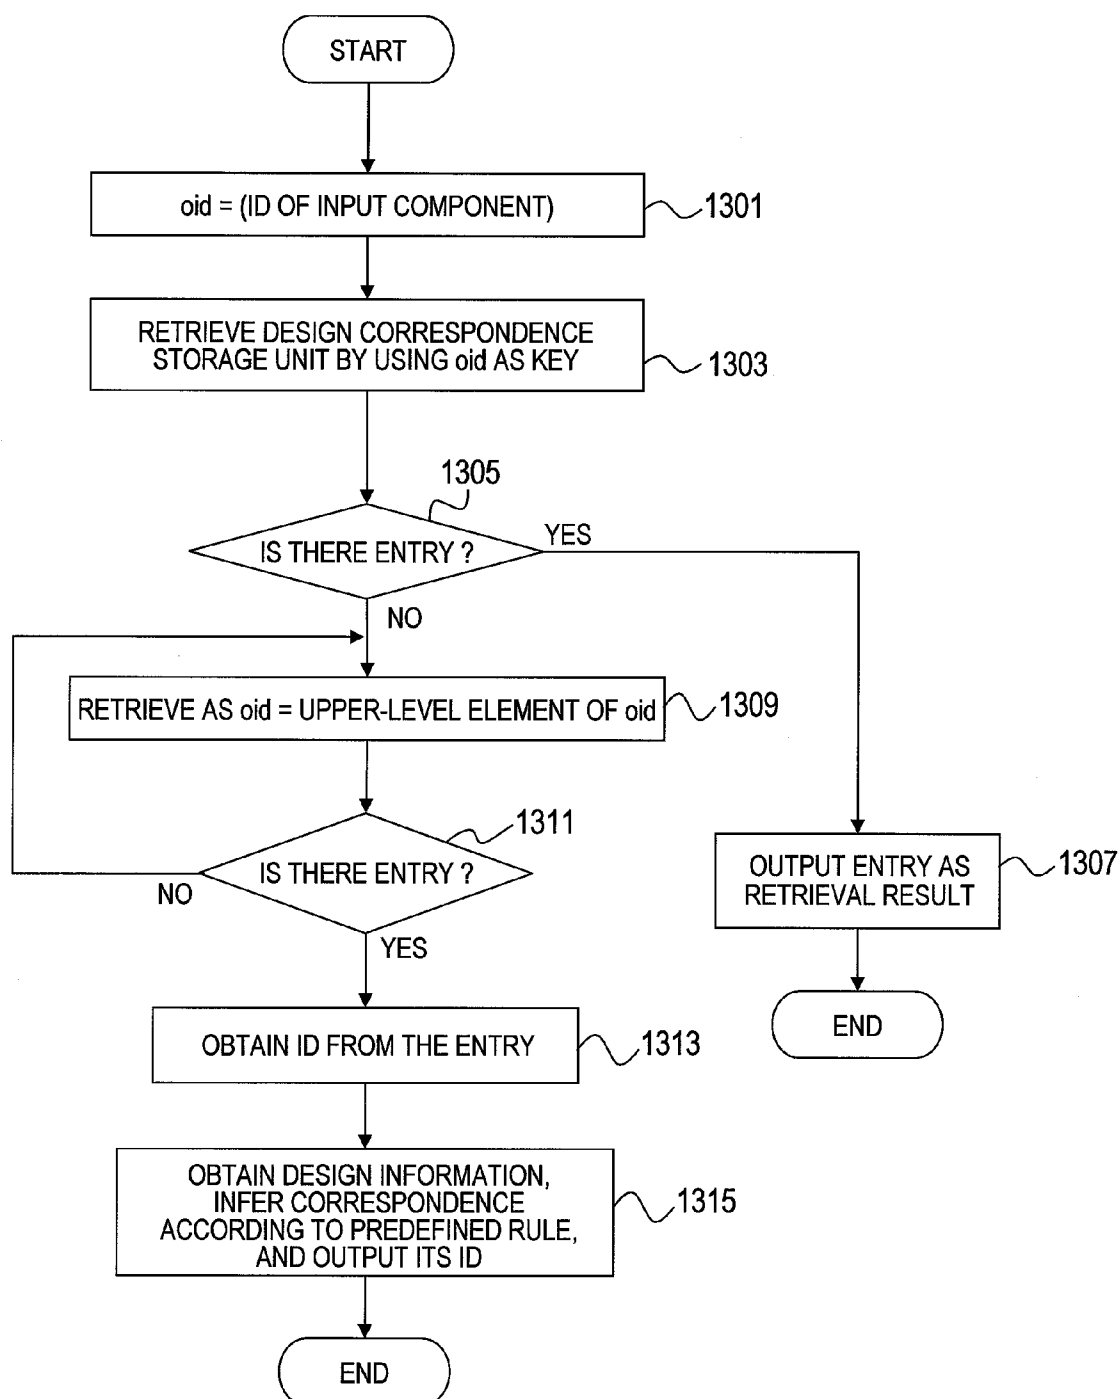 START
oid = (ID OF INPUT COMPONENT)
1301
RETRIEVE DESIGN CORRESPONDENCE
STORAGE UNIT BY USING oid AS KEY
1303
1305
IS THERE ENTRY ?
YES
NO
RETRIEVE AS oid = UPPER-LEVEL ELEMENT OF oid
1309
1311
IS THERE ENTRY ?
NO
YES
OUTPUT ENTRY AS
RETRIEVAL RESULT
1307
END
OBTAIN ID FROM THE ENTRY
1313
OBTAIN DESIGN INFORMATION,
INFER CORRESPONDENCE
ACCORDING TO PREDEFINED RULE,
AND OUTPUT ITS ID
1315
END